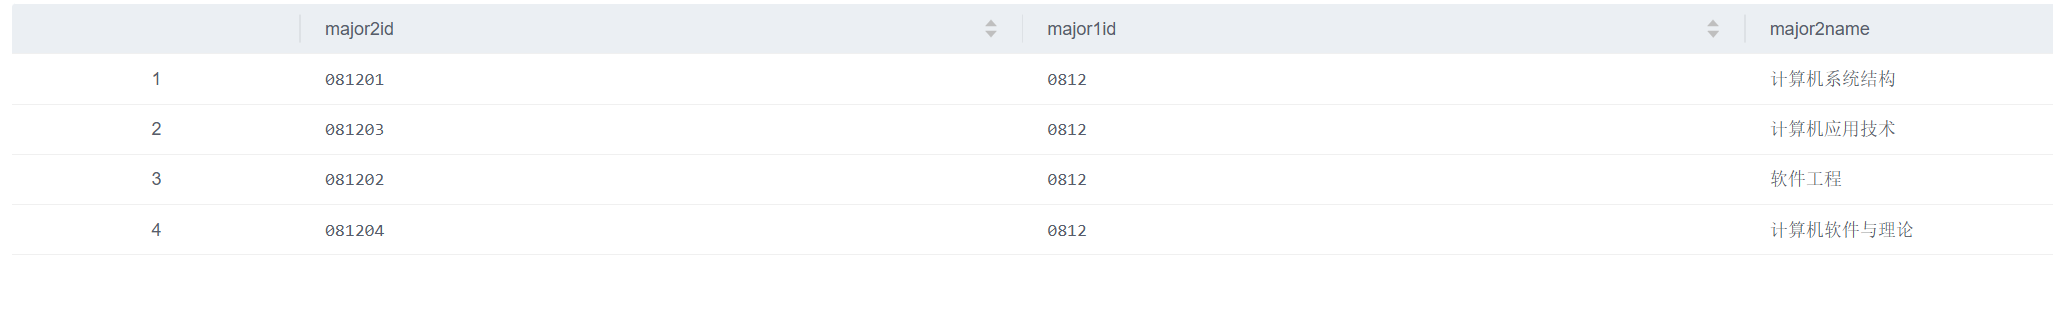 major2id major1id major2name
1 081201 0812 计算机系统结构
2 081203 0812 计算机应用技术
3 081202 0812 软件工程
4 081204 0812 计算机软件与理论